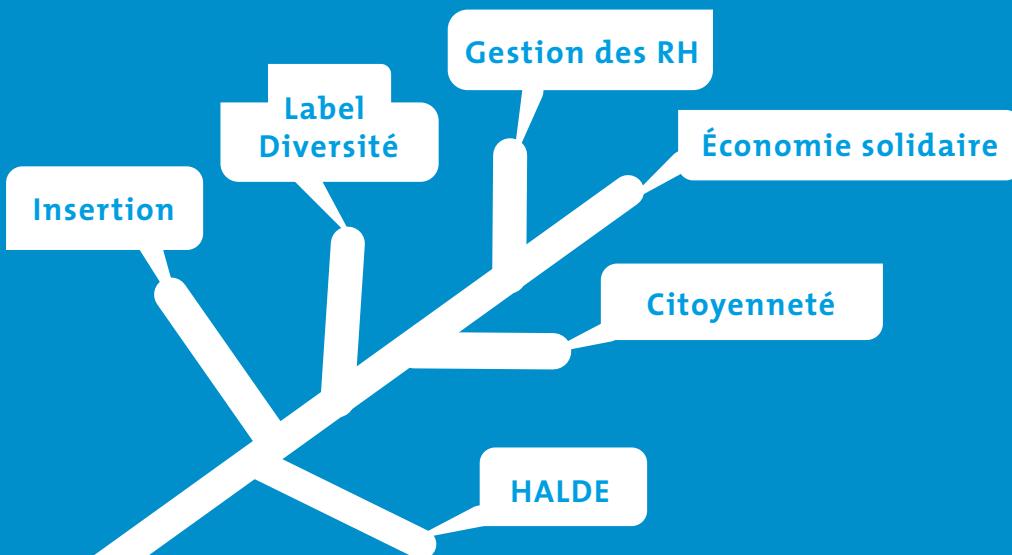 Gestion des RH
Label
Diversité
Économie solidaire
Insertion
Citoyenneté
HALDE